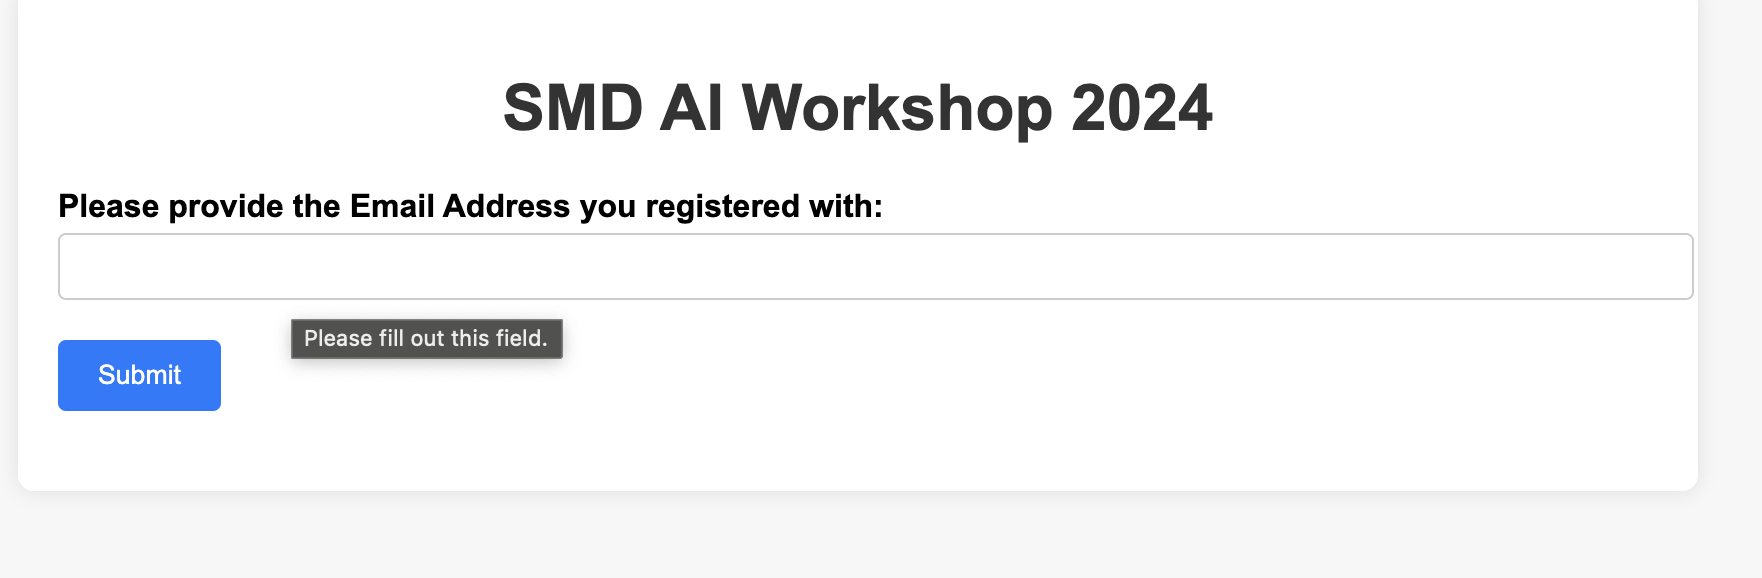 SMD AI Workshop 2024
Please provide the Email Address you registered with:
Please fill out this field.
Submit